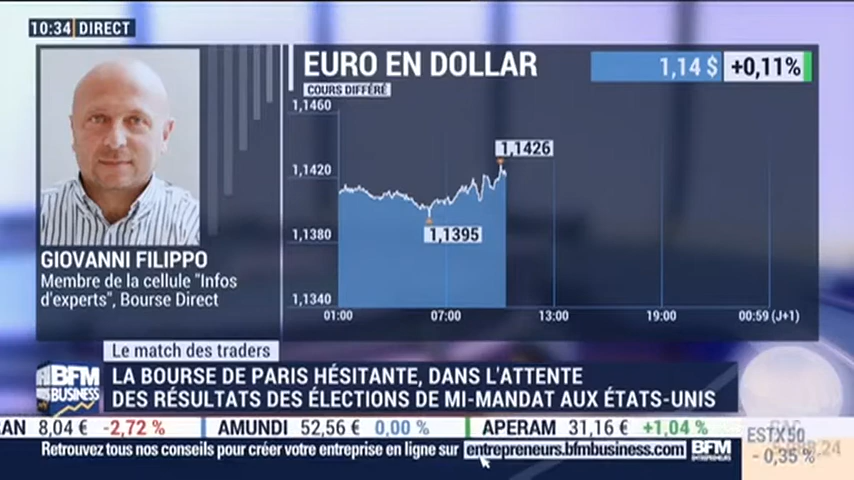 10:34 DIRECT
EURO EN DOLLAR
1,14 $ +0,11%
COURS DIFFÉRÉ
1,1460
1,1426
1,1420
1,1395
1,1380
1,1340
01:00 07:00 13:00 19:00 00:59 (J+1)
GIOVANNI FILIPPO
Membre de la cellule "Infos
d'experts", Bourse Direct
Le match des traders
BFM
BUSINESS
LA BOURSE DE PARIS HÉSITANTE, DANS L'ATTENTE
DES RÉSULTATS DES ÉLECTIONS DE MI-MANDAT AUX ÉTATS-UNIS
AN 8,04 € -2,72 % AMUNDI 52,56 € 0,00 % APERAM 31,16 € +1,04 %
ESTX50
-0,35 %
Retrouvez tous nos conseils pour créer votre entreprise en ligne sur entrepreneurs.bfmbusiness.com BFM